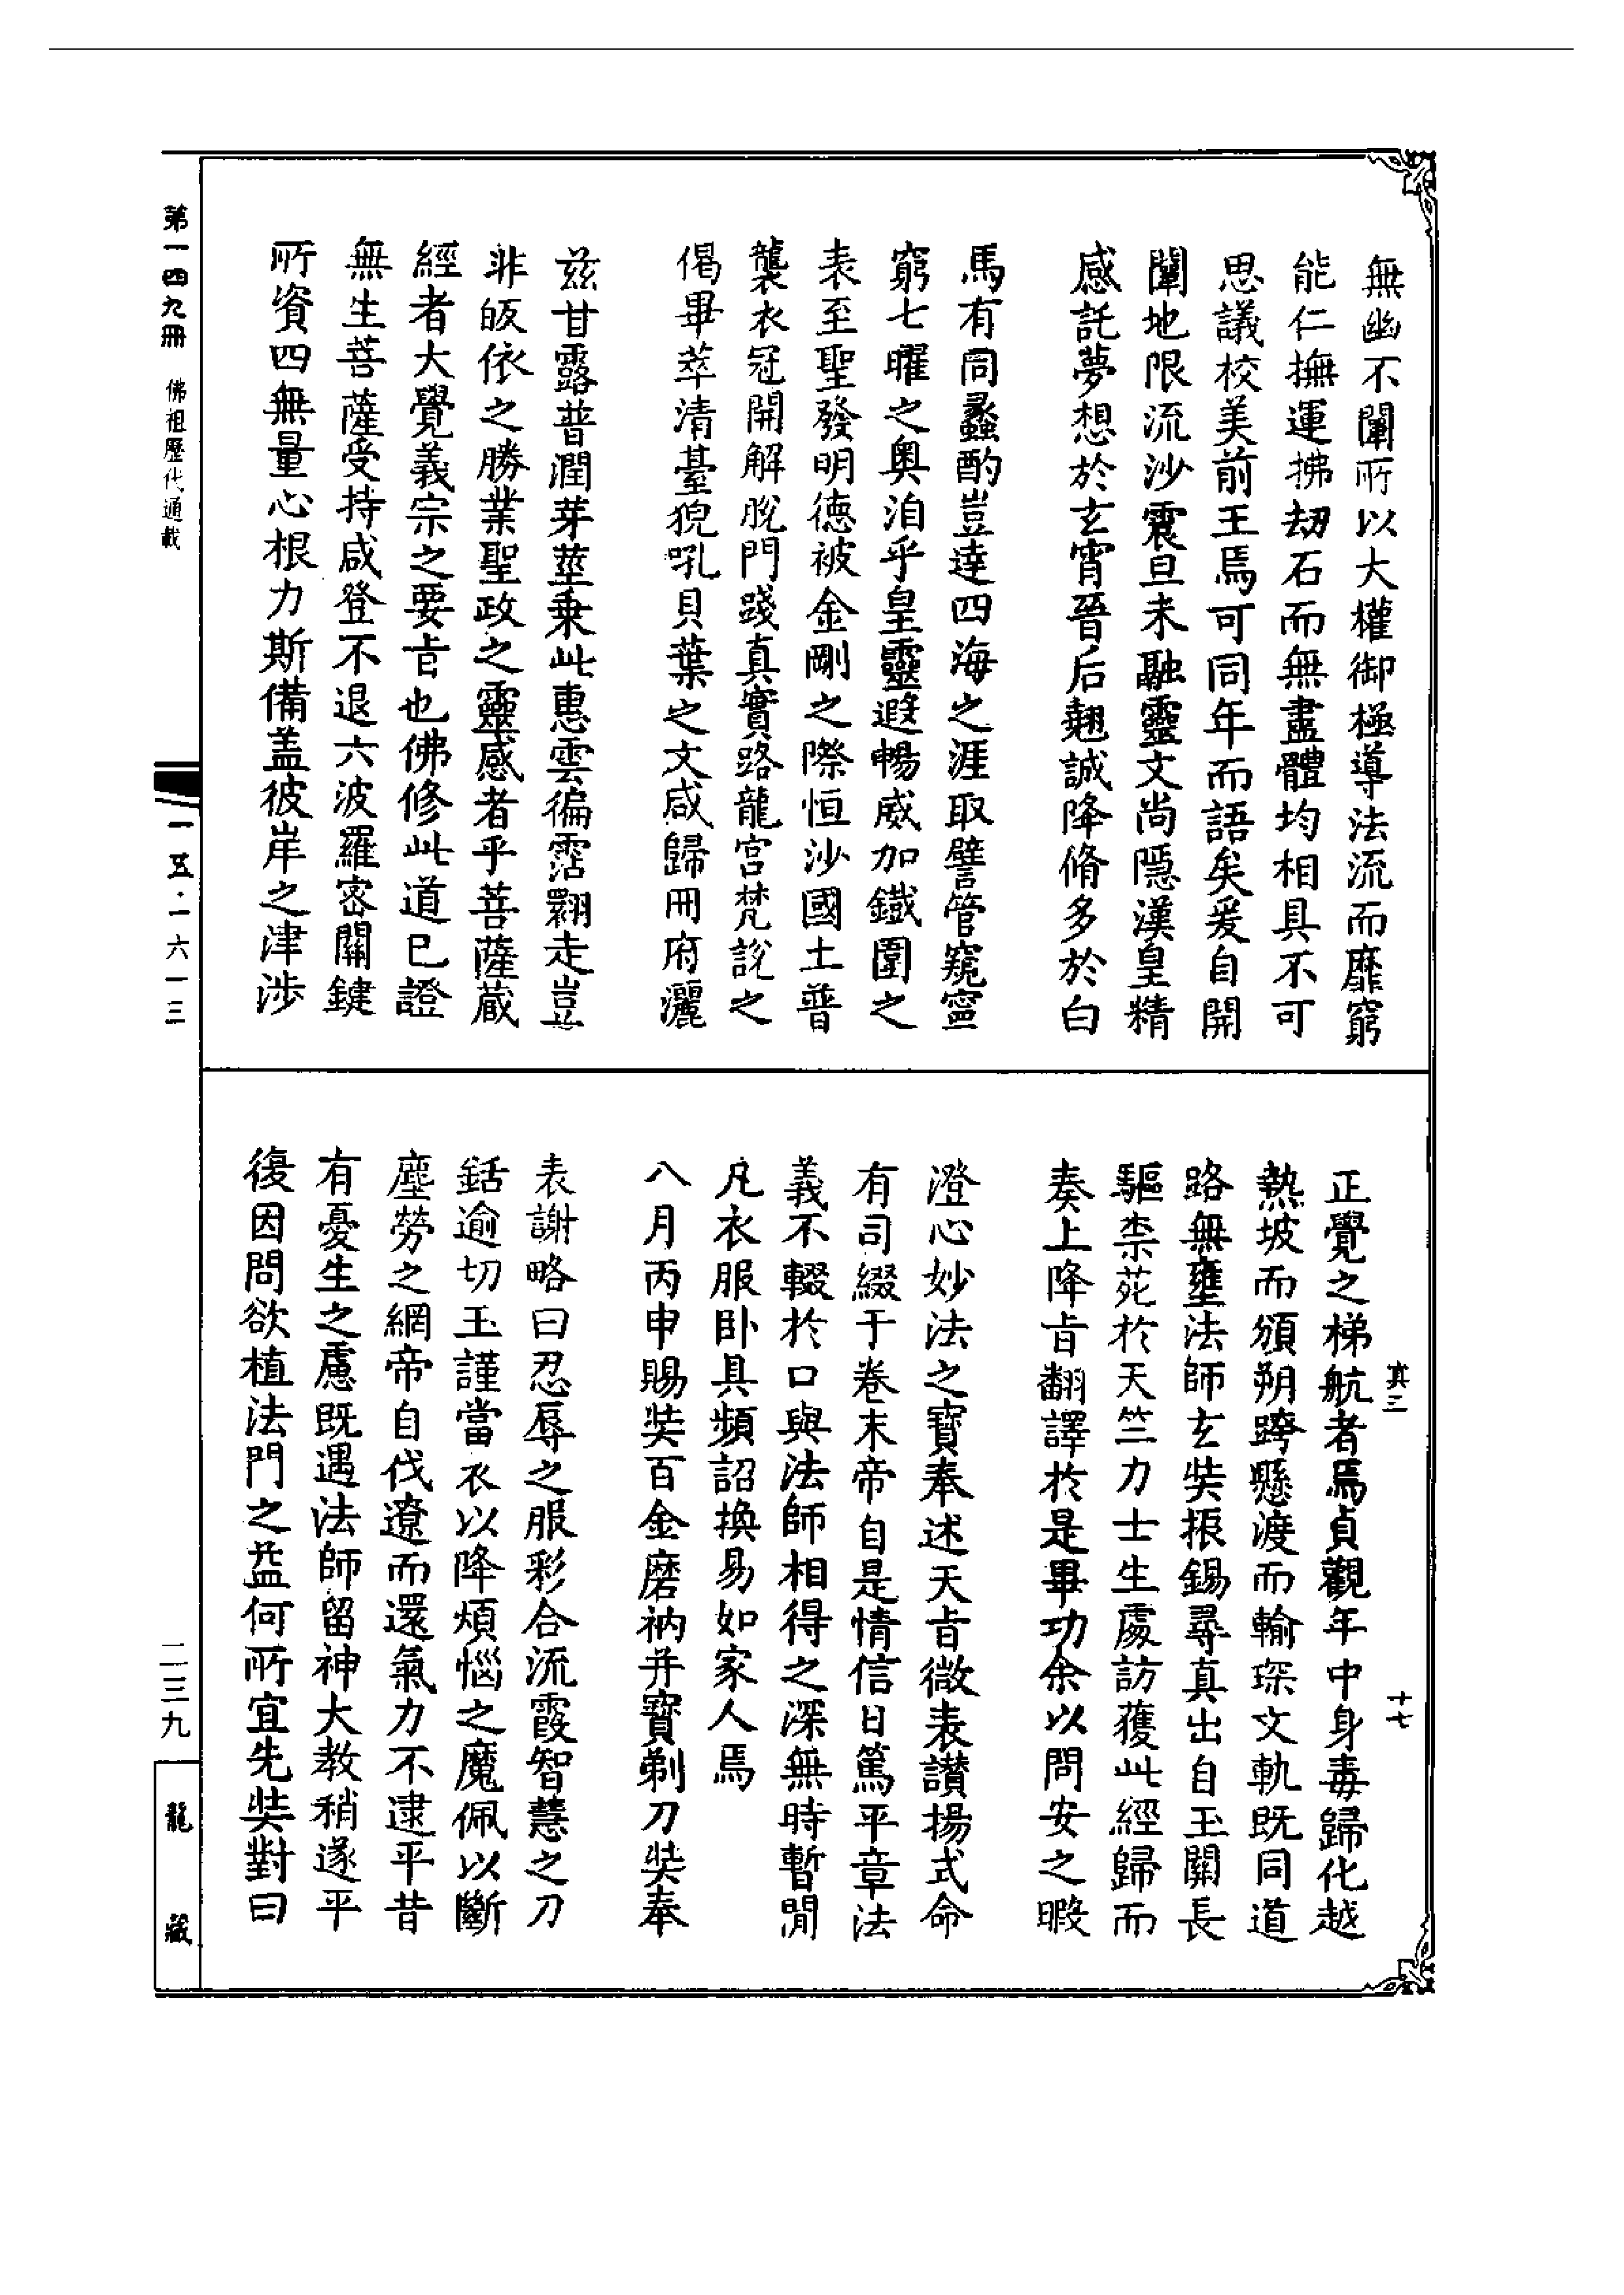 無幽不闡所以大權御極導法流而靡窮
能仁撫運拂劫石而無盡體均相具不可
思議校美前王焉可同年而語矣爰自開
闡地限流沙震旦未融靈文尚隱漢皇精
感託夢想於玄宵晉后翹誠降脩多於白
馬有同蠡酌豈達四海之涯取譬管窺寧
窮七曜之奧洎乎皇靈遐暢威加鐵圍之
表至聖發明德被金剛之際恒沙國土普
襲衣冠開解脫門踐真實路龍宮梵說之
偈畢萃清臺猊吼貝葉之文咸歸冊府灑
茲甘露普潤芽莖乘此惠雲徧霑翾走豈
非皈依之勝業聖政之靈感者乎菩薩藏
經者大覺義宗之要旨也佛修此道已證
無生菩薩受持咸登不退六波羅密關鍵
所資四無量心根力斯備盖彼岸之津涉
正覺之梯航者焉貞觀年中身毒歸化越
熱坡而頒朔跨懸渡而輸琛文軌既同道
路無壅法師玄奘振錫尋真出自玉關長
驅柰苑於天竺力士生處訪獲此經歸而
奏上降旨翻譯於是畢功余以問安之暇
澄心妙法之寶奉述天旨微表讃揚式命
有司綴于卷末帝自是情信日篤平章法
義不輟於口與法師相得之深無時暫閒
凡衣服卧具頻詔換易如家人焉
八月丙申賜奘百金磨衲并寶剃刀奘奉
表謝略曰忍辱之服彩合流霞智慧之刀
銛逾切玉謹當衣以降煩惱之魔佩以斷
塵勞之網帝自伐遼而還氣力不逮平昔
有憂生之慮既遇法師留神大教稍遂平
復因問欲植法門之益何所宜先奘對曰
真三
十七
第一四九冊 佛祖歷代通載
一五·一六一三
二三九
龍藏